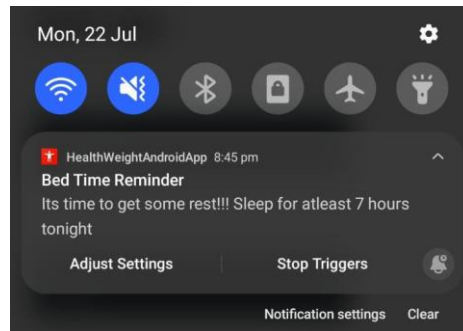 Mon, 22 Jul
HealthWeightAndroidApp 8:45 pm
Bed Time Reminder
Its time to get some rest!!! Sleep for atleast 7 hours
tonight
Adjust Settings Stop Triggers
Notification settings Clear